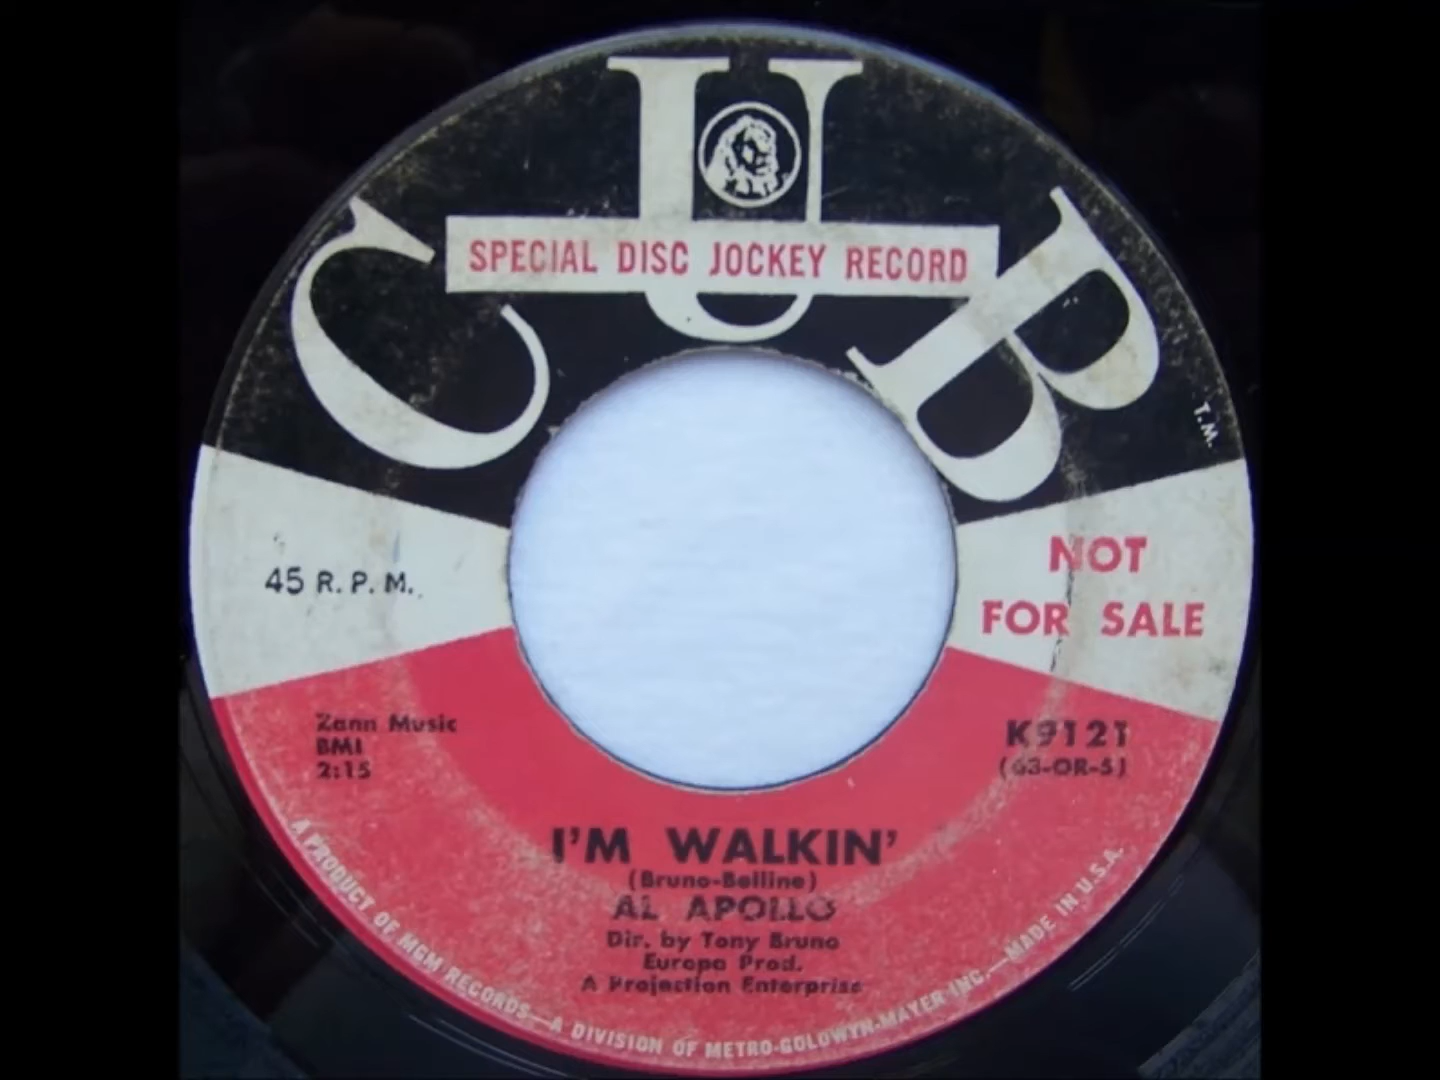 CUB
SPECIAL DISC JOCKEY RECORD
T.M.
45 R.P.M.
NOT
FOR SALE
Zann Music
BMI
2:15
K9121
(63-OR-5)
I'M WALKIN'
(Bruno-Belline)
AL APOLLO
Dir. by Tony Bruno
Europa Prod.
A Projection Enterprise
A PRODUCT OF MGM RECORDS—A DIVISION OF METRO-GOLDWYN-MAYER INC.—MADE IN U.S.A.